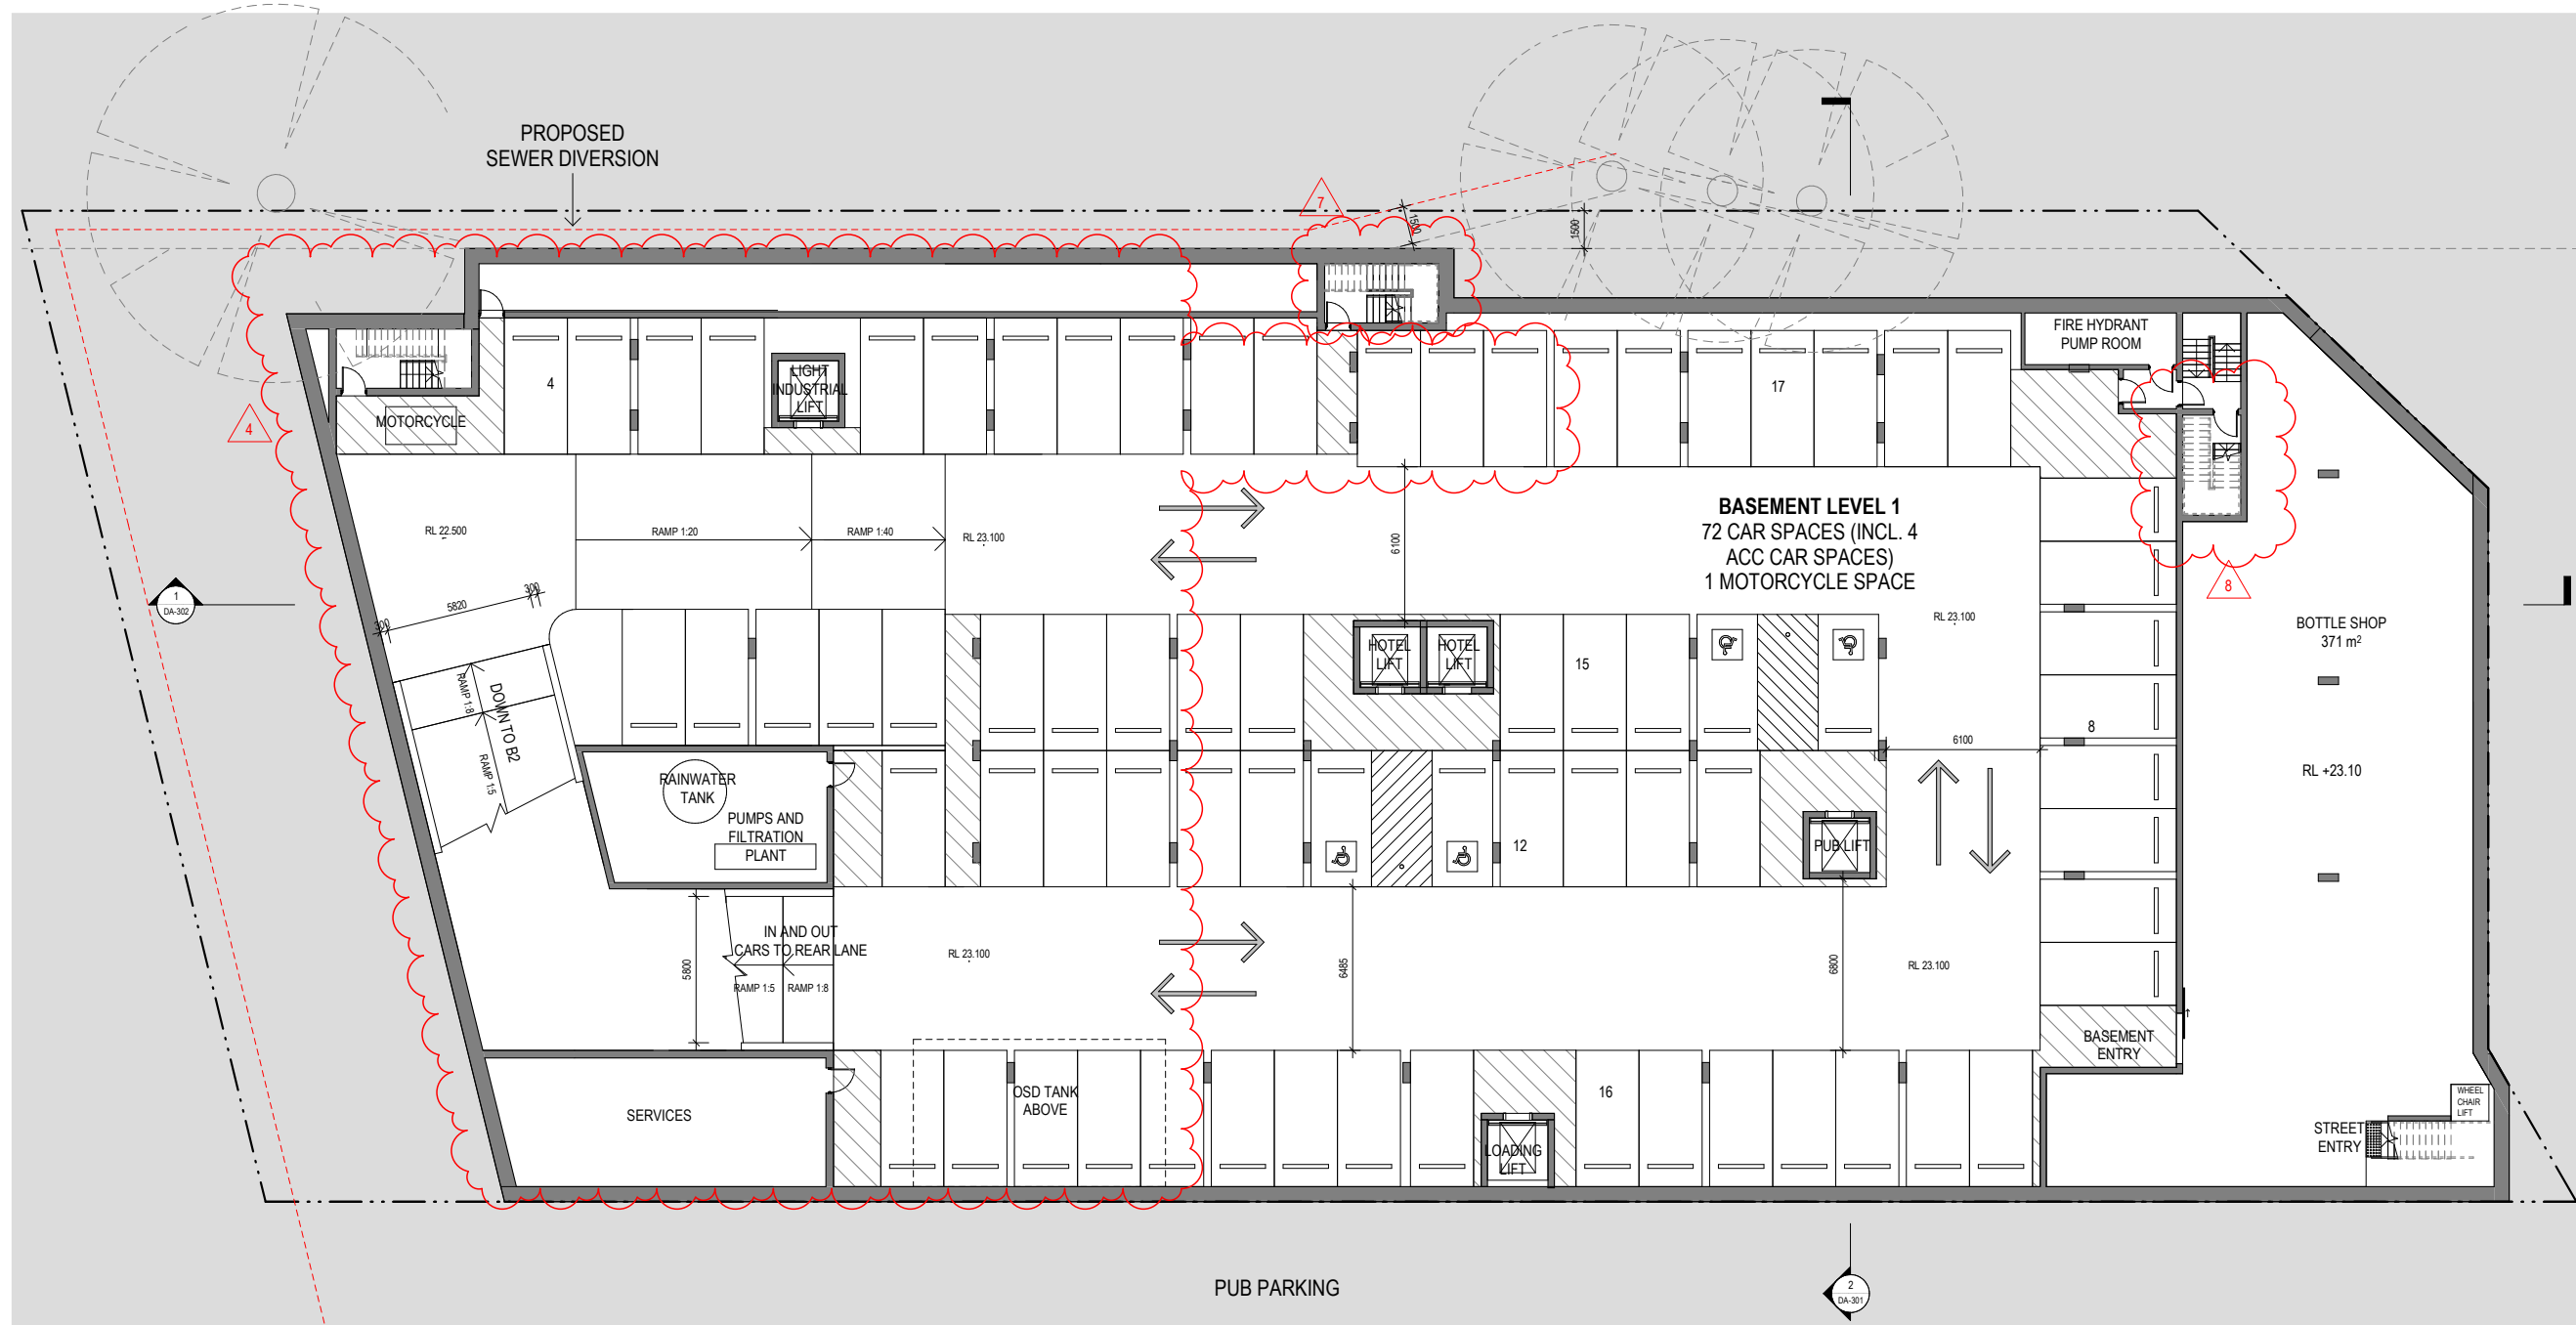 PROPOSED
SEWER DIVERSION
7
1500
1500
FIRE HYDRANT
PUMP ROOM
LIGHT
INDUSTRIAL
LIFT
4
17
MOTORCYCLE
4
BASEMENT LEVEL 1
72 CAR SPACES (INCL. 4
ACC CAR SPACES)
1 MOTORCYCLE SPACE
RL 22.500
RAMP 1:20
RAMP 1:40
RL 23.100
6100
8
1
DA-302
300
5820
300
RL 23.100
BOTTLE SHOP
371 m²
HOTEL
LIFT
HOTEL
LIFT
15
RAMP 1:8
DOWN TO B2
RAMP 1:5
8
6100
RL +23.10
RAINWATER
TANK
PUMPS AND
FILTRATION
PLANT
12
PUB LIFT
IN AND OUT
CARS TO REAR LANE
5800
RAMP 1:5
RAMP 1:8
RL 23.100
6485
6800
RL 23.100
BASEMENT
ENTRY
OSD TANK
ABOVE
16
SERVICES
WHEEL
CHAIR
LIFT
STREET
ENTRY
LOADING
LIFT
PUB PARKING
2
DA-301